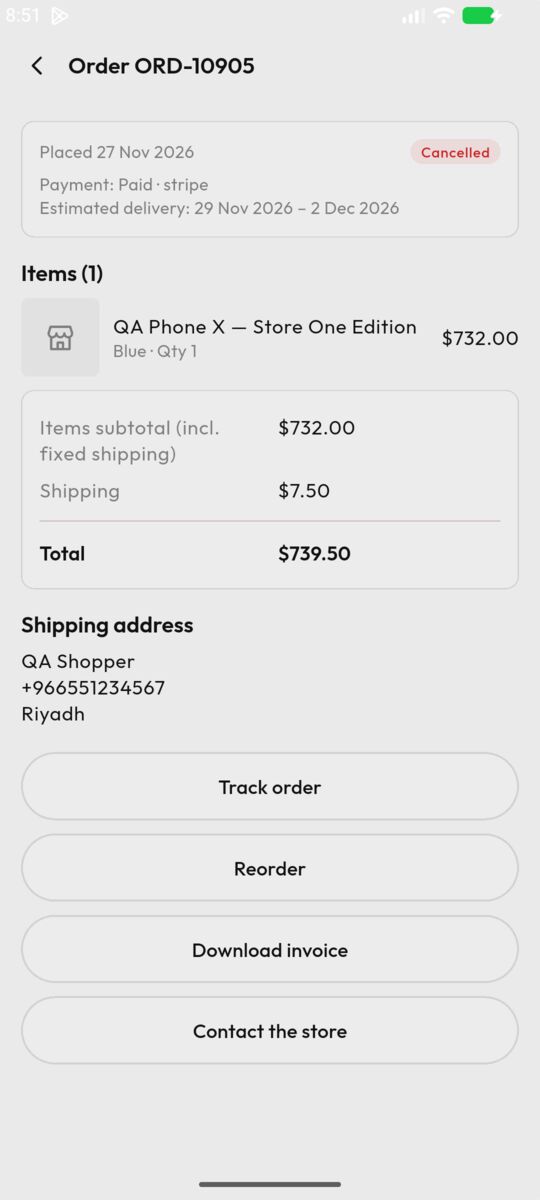 8:51
Order ORD-10905
Placed 27 Nov 2026
Cancelled
Payment: Paid · stripe
Estimated delivery: 29 Nov 2026 – 2 Dec 2026
Items (1)
QA Phone X — Store One Edition
$732.00
Blue · Qty 1
Items subtotal (incl.
fixed shipping)
$732.00
Shipping
$7.50
Total
$739.50
Shipping address
QA Shopper
+966551234567
Riyadh
Track order
Reorder
Download invoice
Contact the store